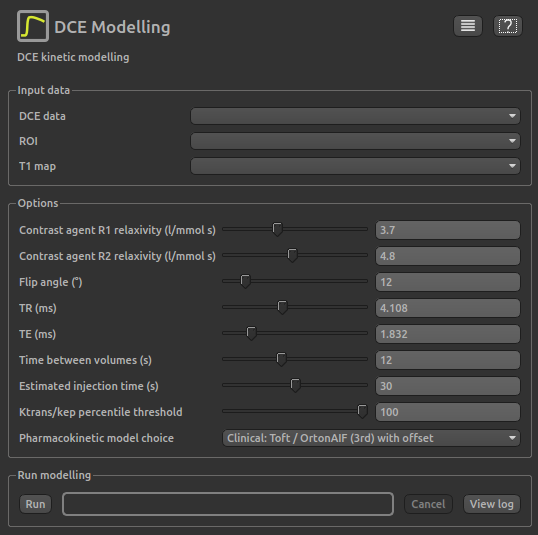 DCE Modelling
?
DCE kinetic modelling
Input data
DCE data
ROI
T1 map
Options
Contrast agent R1 relaxivity (l/mmol s) 3.7
Contrast agent R2 relaxivity (l/mmol s) 4.8
Flip angle (°) 12
TR (ms) 4.108
TE (ms) 1.832
Time between volumes (s) 12
Estimated injection time (s) 30
Ktrans/kep percentile threshold 100
Pharmacokinetic model choice Clinical: Toft / OrtonAIF (3rd) with offset
Run modelling
Run Cancel View log